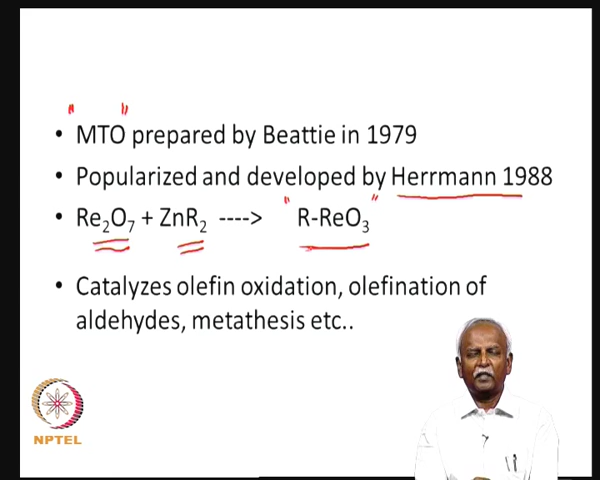 • "MTO" prepared by Beattie in 1979
• Popularized and developed by Herrmann 1988
• Re₂O₇ + ZnR₂ ----> "R-ReO₃"
• Catalyzes olefin oxidation, olefination of
aldehydes, metathesis etc..
NPTEL